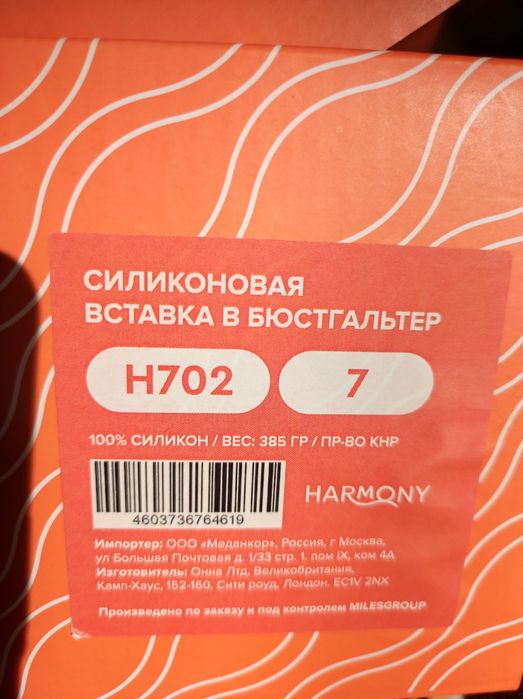 СИЛИКОНОВАЯ
ВСТАВКА В БЮСТГАЛЬТЕР
H702 7
100% СИЛИКОН / ВЕС: 385 ГР / ПР-ВО КНР
4603736764619
HARMONY
Импортер: ООО «Меданкор», Россия, г Москва,
ул Большая Почтовая д. 1/33 стр. 1, пом IX, ком 4Д
Изготовитель: Онна Лтд, Великобритания,
Камп-Хаус, 152-160, Сити роуд, Лондон, EC1V 2NX
Произведено по заказу и под контролем MILESGROUP